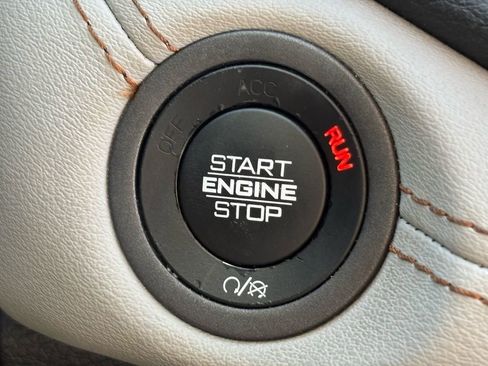 ACC
OFF
RUN
START
ENGINE
STOP